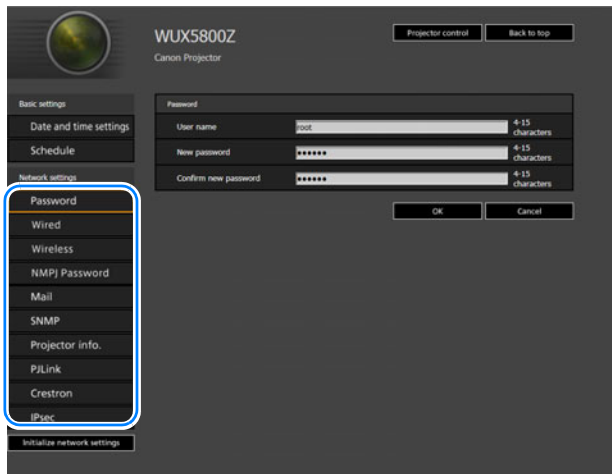 WUX5800Z
Canon Projector
Projector control
Back to top
Basic settings
Date and time settings
Schedule
Network settings
Password
Wired
Wireless
NMPJ Password
Mail
SNMP
Projector info.
PJLink
Crestron
IPsec
Initialize network settings
Password
User name root 4-15 characters
New password •••••• 4-15 characters
Confirm new password •••••• 4-15 characters
OK
Cancel